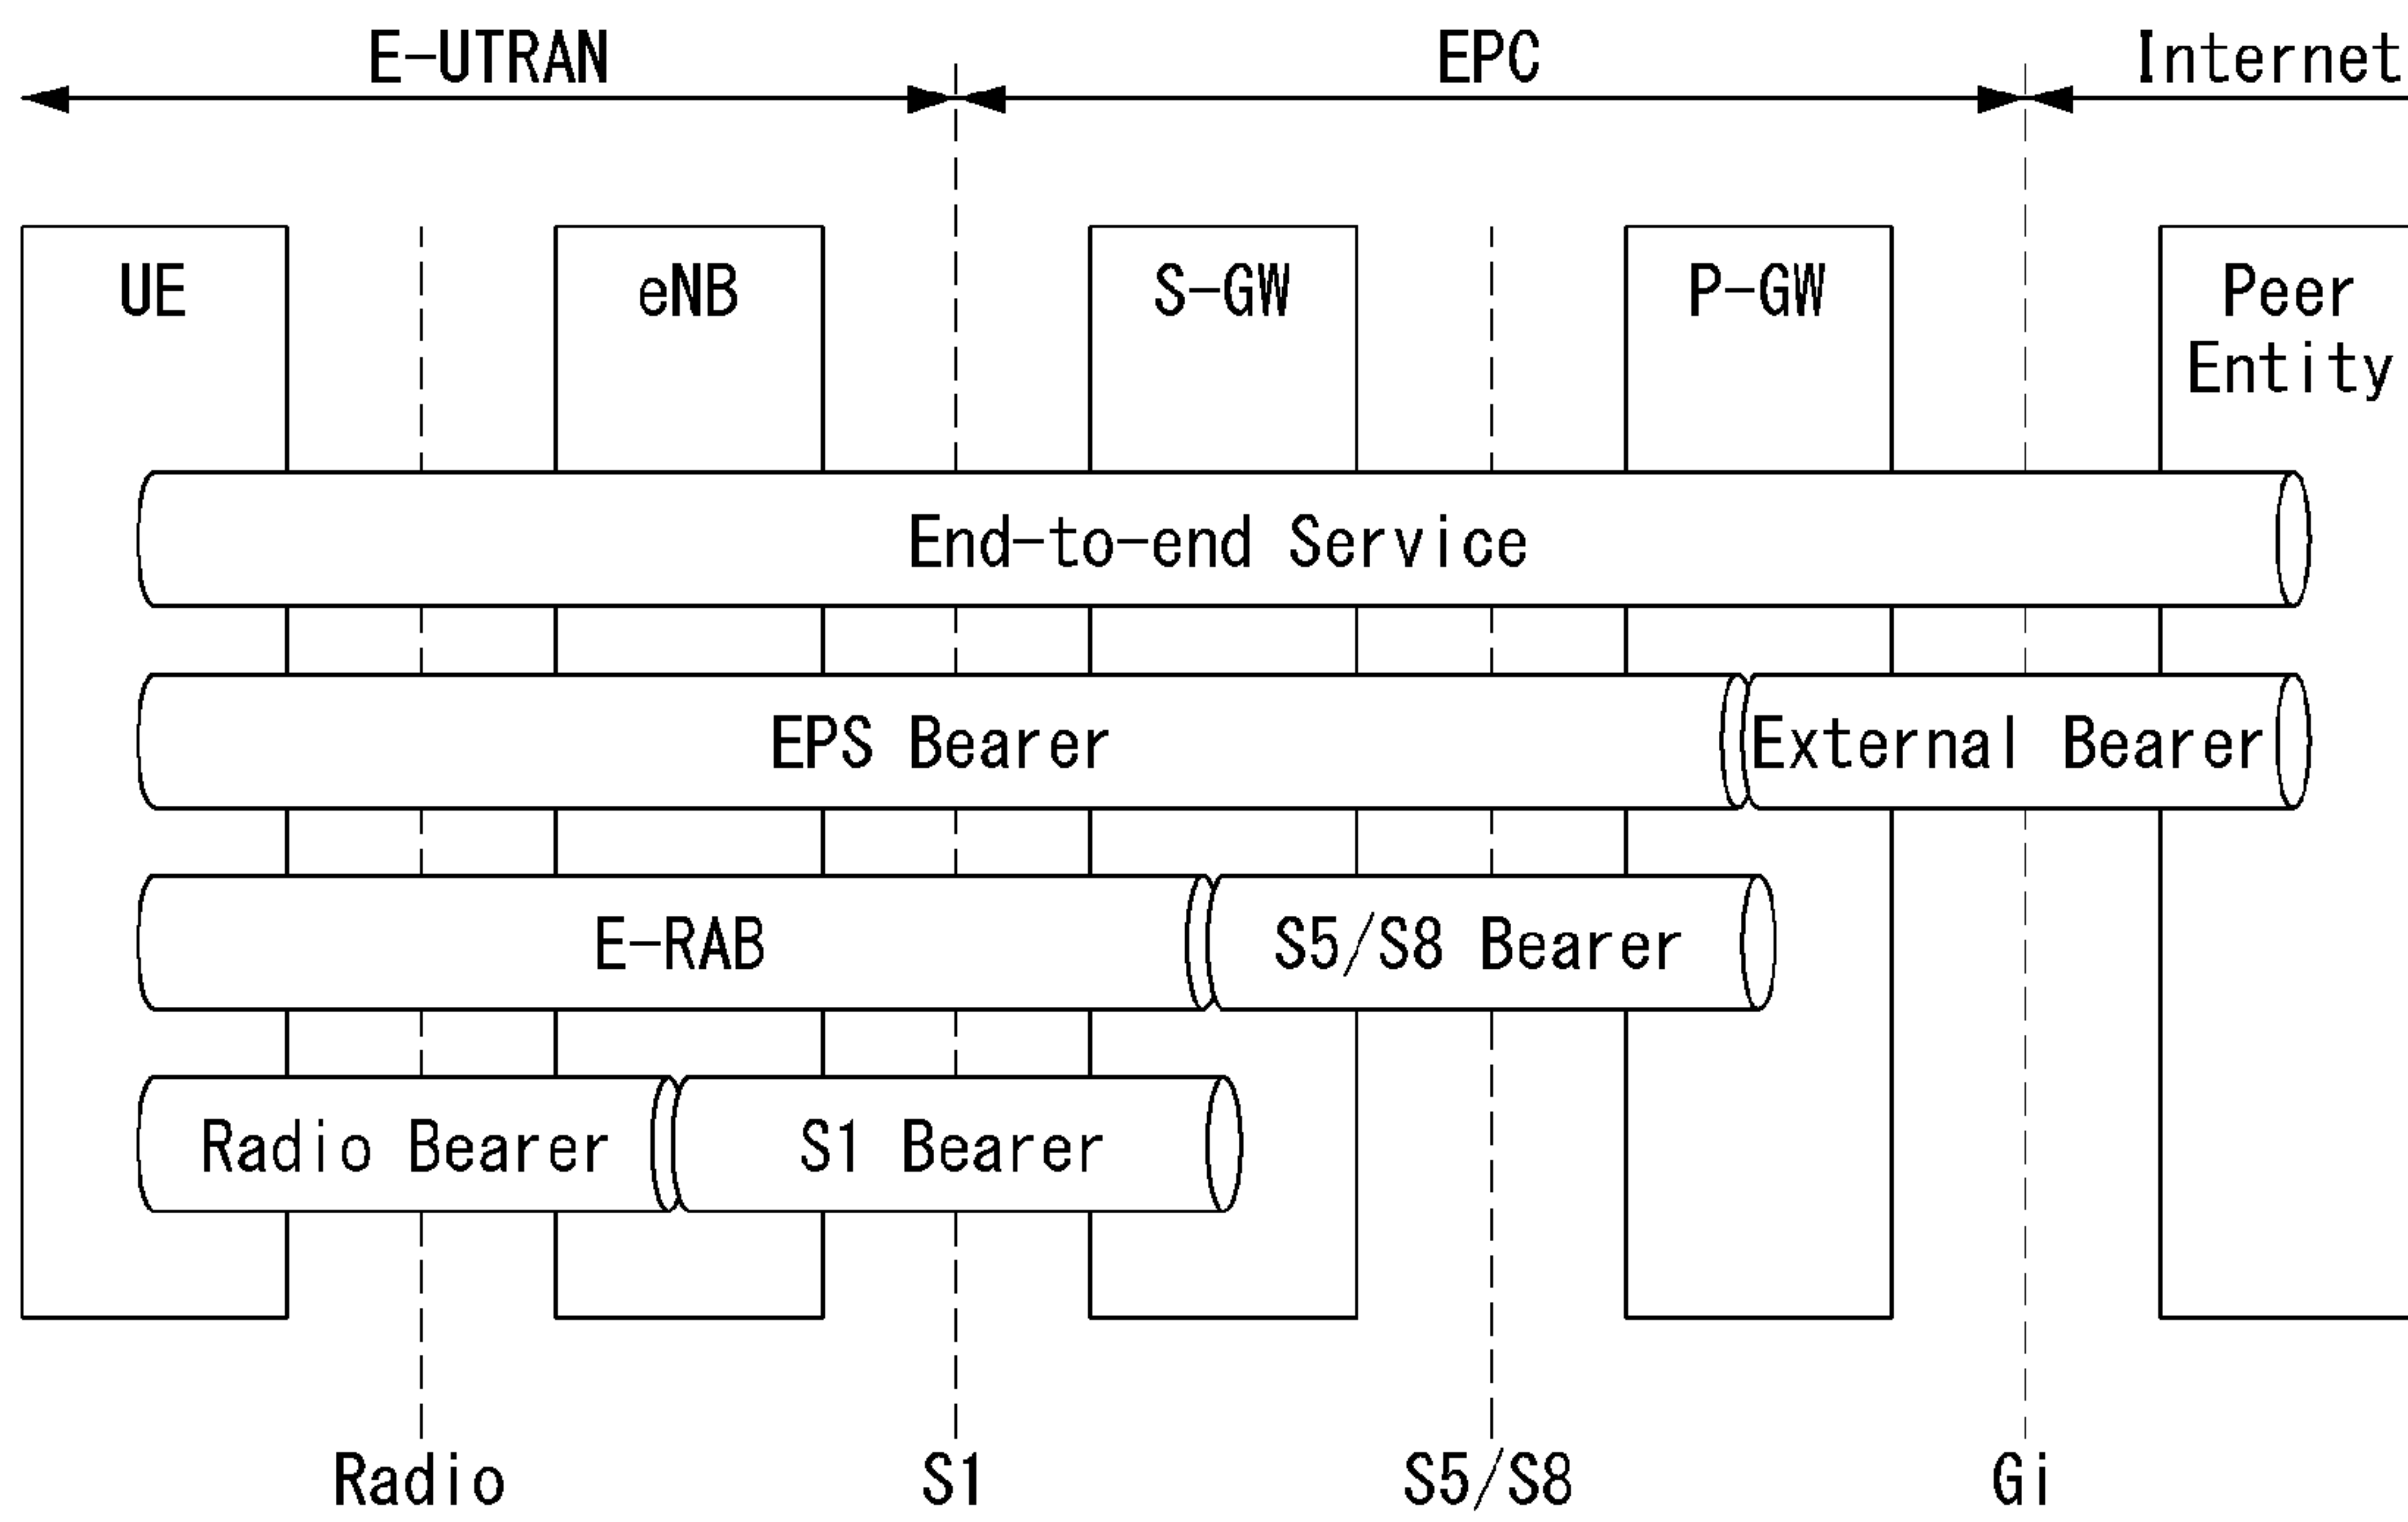 E-UTRAN EPC Internet
UE eNB S-GW P-GW Peer
Entity
End-to-end Service
EPS Bearer External Bearer
E-RAB S5/S8 Bearer
Radio Bearer S1 Bearer
Radio S1 S5/S8 Gi